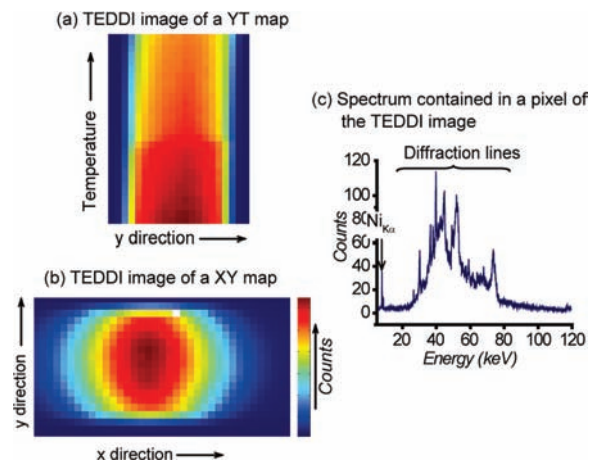 (a) TEDDI image of a YT map
Temperature
y direction
(b) TEDDI image of a XY map
y direction
x direction
Counts
(c) Spectrum contained in a pixel of
the TEDDI image
Diffraction lines
Ni Kα
Counts
120
100
80
60
40
20
0
20 40 60 80 100 120
Energy (keV)